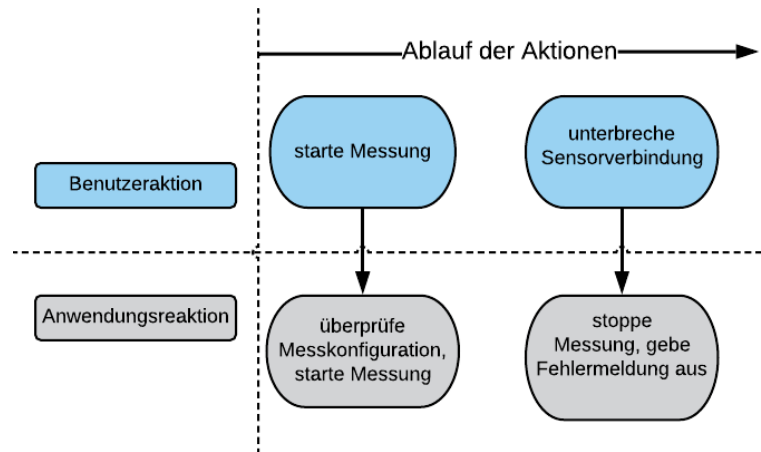 Ablauf der Aktionen
Benutzeraktion
starte Messung
unterbreche
Sensorverbindung
Anwendungsreaktion
überprüfe
Messkonfiguration,
starte Messung
stoppe
Messung, gebe
Fehlermeldung aus